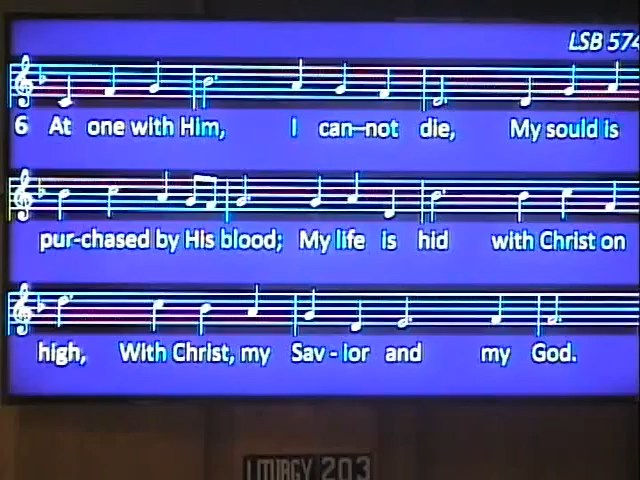 LSB 574
6 At one with Him, I can-not die, My sould is
pur-chased by His blood; My life is hid with Christ on
high, With Christ, my Sav - ior and my God.
LITURGY 203